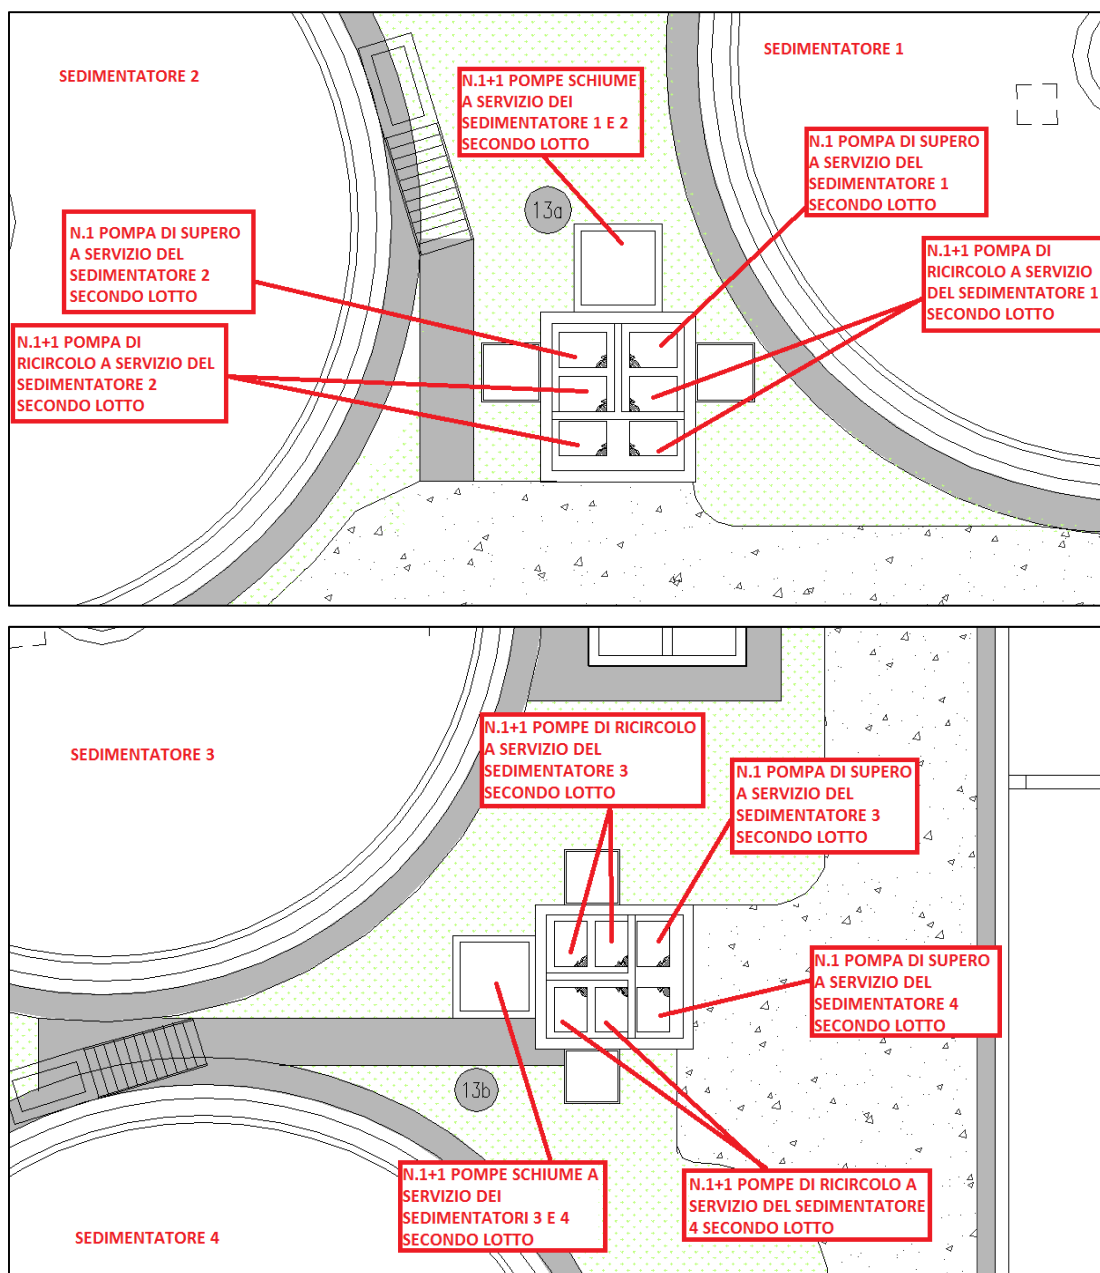 SEDIMENTATORE 2
SEDIMENTATORE 1
N.1+1 POMPE SCHIUME
A SERVIZIO DEI
SEDIMENTATORE 1 E 2
SECONDO LOTTO
N.1 POMPA DI SUPERO
A SERVIZIO DEL
SEDIMENTATORE 1
SECONDO LOTTO
13a
N.1 POMPA DI SUPERO
A SERVIZIO DEL
SEDIMENTATORE 2
SECONDO LOTTO
N.1+1 POMPA DI
RICIRCOLO A SERVIZIO
DEL SEDIMENTATORE 1
SECONDO LOTTO
N.1+1 POMPA DI
RICIRCOLO A SERVIZIO DEL
SEDIMENTATORE 2
SECONDO LOTTO
SEDIMENTATORE 3
N.1+1 POMPE DI RICIRCOLO
A SERVIZIO DEL
SEDIMENTATORE 3
SECONDO LOTTO
N.1 POMPA DI SUPERO
A SERVIZIO DEL
SEDIMENTATORE 3
SECONDO LOTTO
N.1 POMPA DI SUPERO
A SERVIZIO DEL
SEDIMENTATORE 4
SECONDO LOTTO
13b
N.1+1 POMPE SCHIUME A
SERVIZIO DEI
SEDIMENTATORI 3 E 4
SECONDO LOTTO
N.1+1 POMPE DI RICIRCOLO A
SERVIZIO DEL SEDIMENTATORE
4 SECONDO LOTTO
SEDIMENTATORE 4